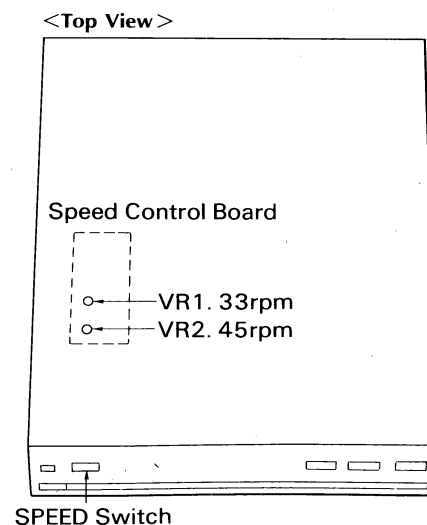 <Top View>
Speed Control Board
VR1. 33rpm
VR2. 45rpm
SPEED Switch